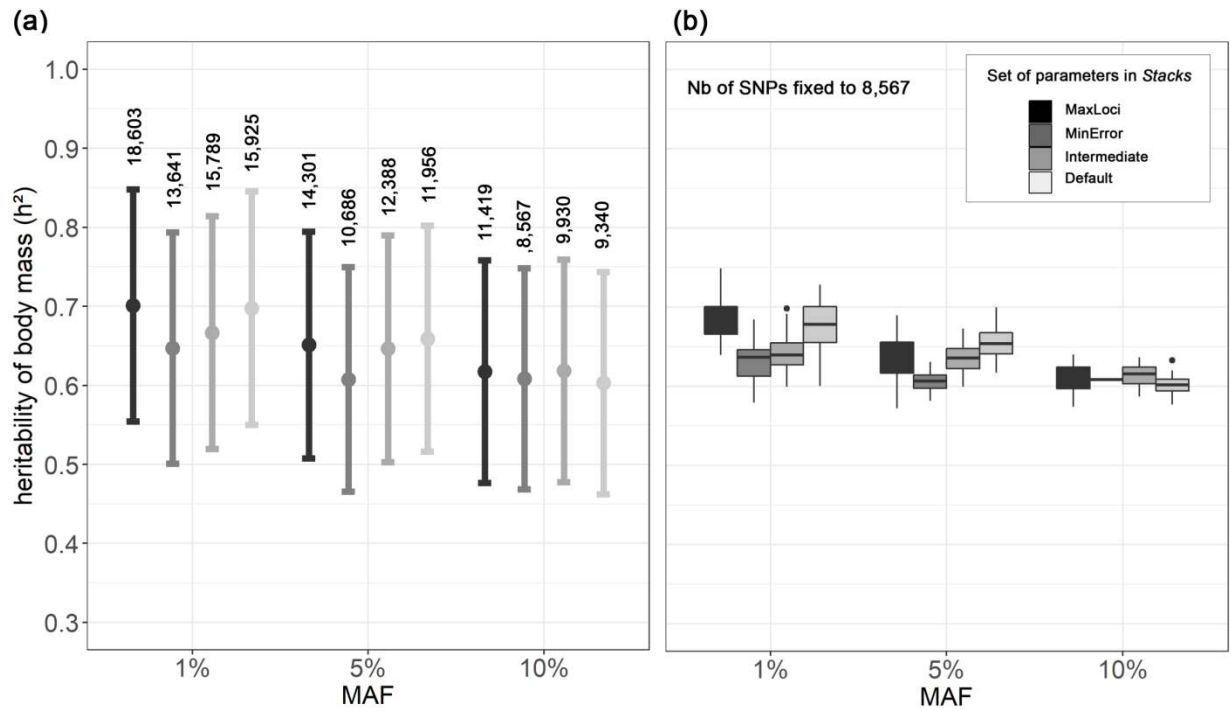 (a)
heritability of body mass (h²)
1.0
0.9
0.8
0.7
0.6
0.5
0.4
0.3
18,603
13,641
15,789
15,925
14,301
10,686
12,388
11,956
11,419
,8,567
9,930
9,340
1%
5%
10%
MAF
(b)
Nb of SNPs fixed to 8,567
Set of parameters in Stacks
MaxLoci
MinError
Intermediate
Default
1%
5%
10%
MAF